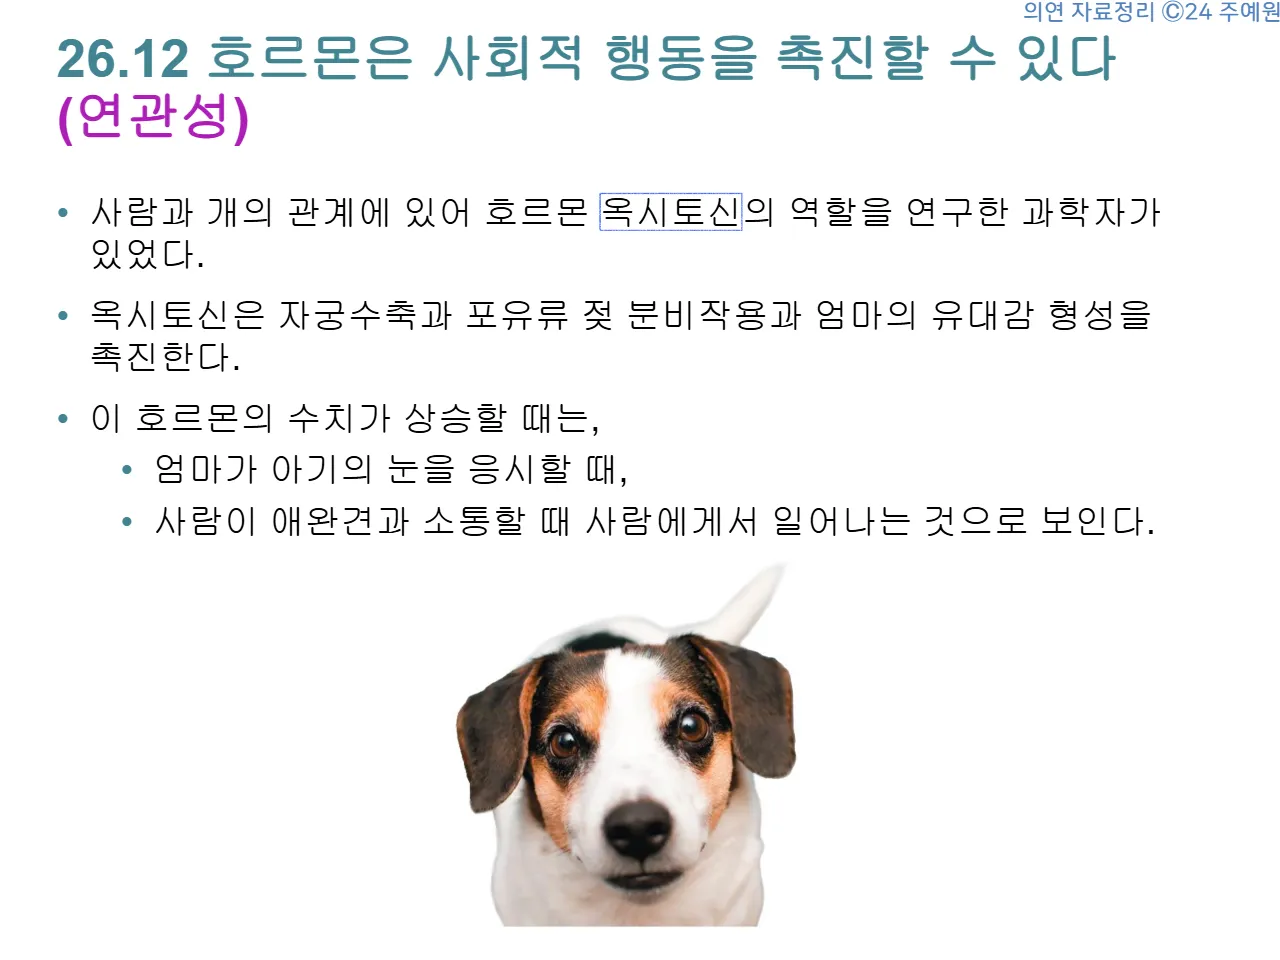 의연 자료정리 ©24 주예원
26.12 호르몬은 사회적 행동을 촉진할 수 있다
(연관성)
• 사람과 개의 관계에 있어 호르몬 옥시토신의 역할을 연구한 과학자가
있었다.
• 옥시토신은 자궁수축과 포유류 젖 분비작용과 엄마의 유대감 형성을
촉진한다.
• 이 호르몬의 수치가 상승할 때는,
• 엄마가 아기의 눈을 응시할 때,
• 사람이 애완견과 소통할 때 사람에게서 일어나는 것으로 보인다.